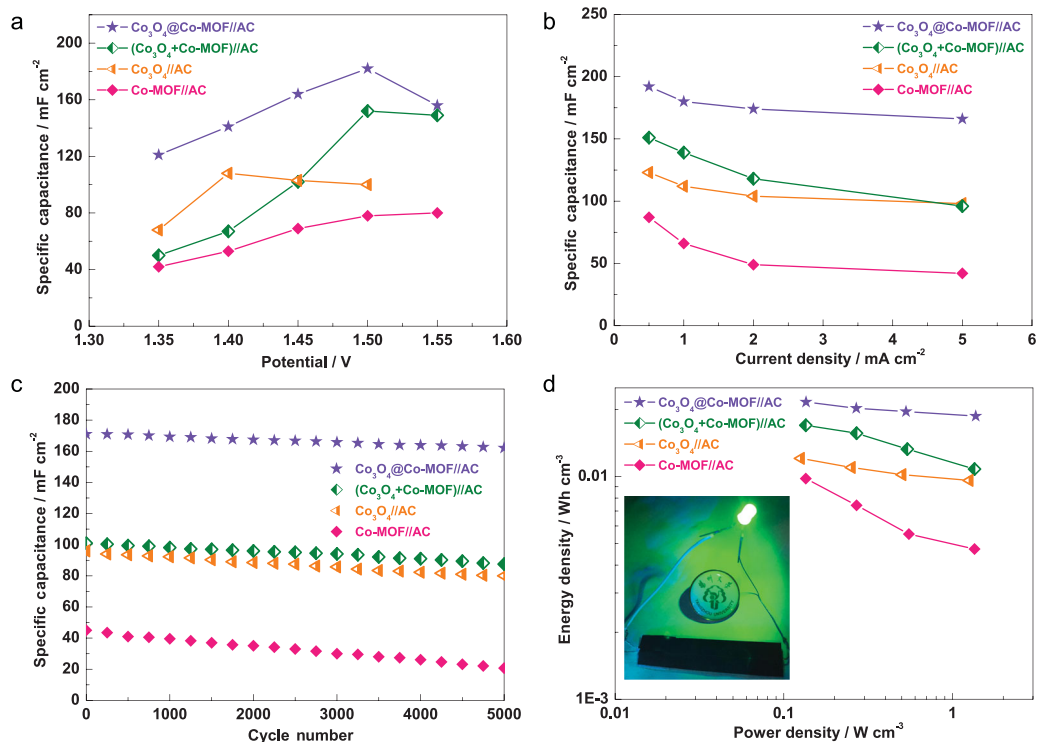 a
Co₃O₄@Co-MOF//AC
(Co₃O₄+Co-MOF)//AC
Co₃O₄//AC
Co-MOF//AC
Specific capacitance / mF cm⁻²
200
160
120
80
40
0
1.30 1.35 1.40 1.45 1.50 1.55 1.60
Potential / V
b
Co₃O₄@Co-MOF//AC
(Co₃O₄+Co-MOF)//AC
Co₃O₄//AC
Co-MOF//AC
Specific capacitance / mF cm⁻²
250
200
150
100
50
0
0 1 2 3 4 5 6
Current density / mA cm⁻²
c
Specific capacitance / mF cm⁻²
200
180
160
140
120
100
80
60
40
20
0
Co₃O₄@Co-MOF//AC
(Co₃O₄+Co-MOF)//AC
Co₃O₄//AC
Co-MOF//AC
0 1000 2000 3000 4000 5000
Cycle number
d
Co₃O₄@Co-MOF//AC
(Co₃O₄+Co-MOF)//AC
Co₃O₄//AC
Co-MOF//AC
Energy density / Wh cm⁻³
0.01
1E-3
0.01 0.1 1
Power density / W cm⁻³